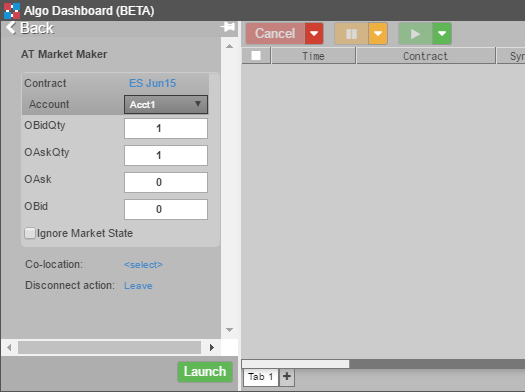 Algo Dashboard (BETA)
Back
AT Market Maker
Contract ES Jun15
Account Acct1
OBidQty 1
OAskQty 1
OAsk 0
OBid 0
Ignore Market State
Co-location: <select>
Disconnect action: Leave
Launch
Cancel
Time Contract Syn
Tab 1 +